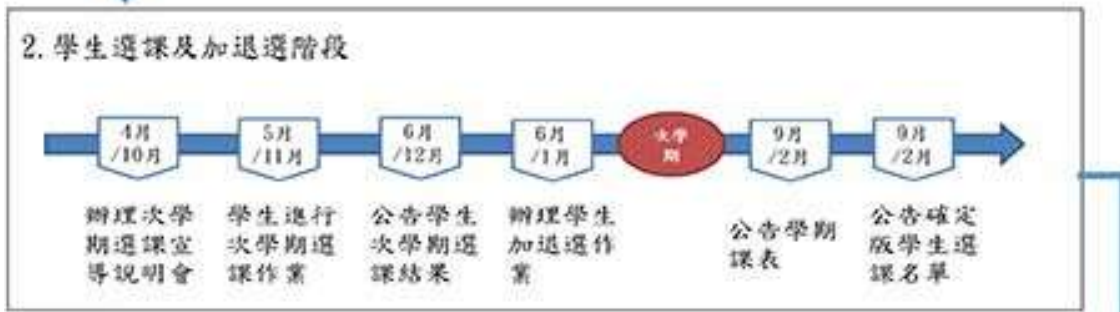 2.學生選課及加退選階段
4月
/10月
5月
/11月
6月
/12月
6月
/1月
次學
期
9月
/2月
9月
/2月
辦理次學
期選課宣
導說明會
學生進行
次學期選
課作業
公告學生
次學期選
課結果
辦理學生
加退選作
業
公告學期
課表
公告確定
版學生選
課名單